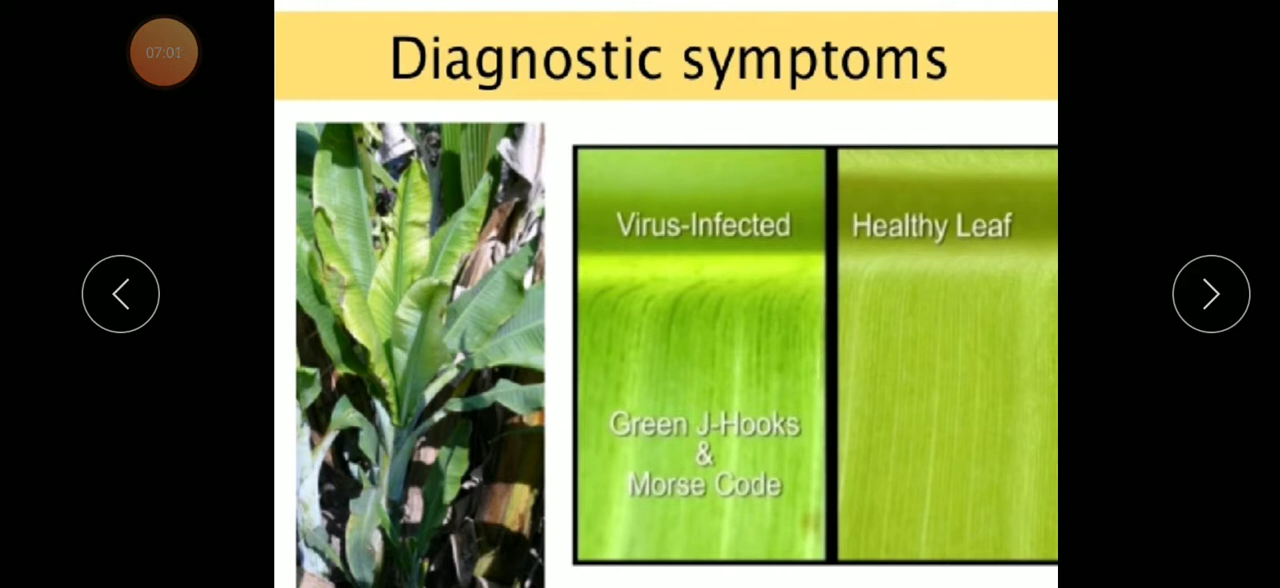 07:01
Diagnostic symptoms
Virus-Infected
Healthy Leaf
Green J-Hooks
&
Morse Code